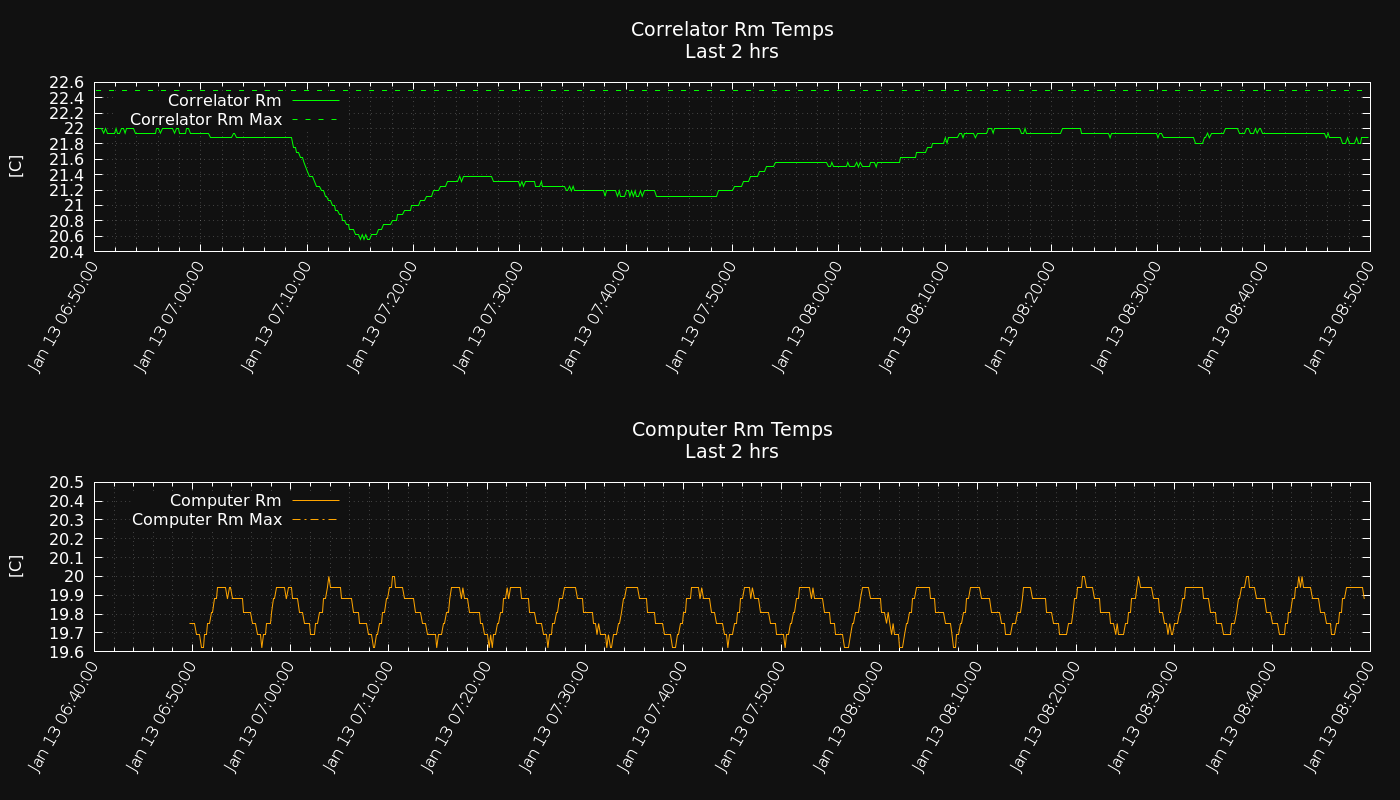 Correlator Rm Temps
Last 2 hrs
22.6
22.4
22.2
22
21.8
21.6
21.4
21.2
21
20.8
20.6
20.4
[C]
Correlator Rm
Correlator Rm Max
Jan 13 06:50:00
Jan 13 07:00:00
Jan 13 07:10:00
Jan 13 07:20:00
Jan 13 07:30:00
Jan 13 07:40:00
Jan 13 07:50:00
Jan 13 08:00:00
Jan 13 08:10:00
Jan 13 08:20:00
Jan 13 08:30:00
Jan 13 08:40:00
Jan 13 08:50:00
Computer Rm Temps
Last 2 hrs
20.5
20.4
20.3
20.2
20.1
20
19.9
19.8
19.7
19.6
[C]
Computer Rm
Computer Rm Max
Jan 13 06:40:00
Jan 13 06:50:00
Jan 13 07:00:00
Jan 13 07:10:00
Jan 13 07:20:00
Jan 13 07:30:00
Jan 13 07:40:00
Jan 13 07:50:00
Jan 13 08:00:00
Jan 13 08:10:00
Jan 13 08:20:00
Jan 13 08:30:00
Jan 13 08:40:00
Jan 13 08:50:00